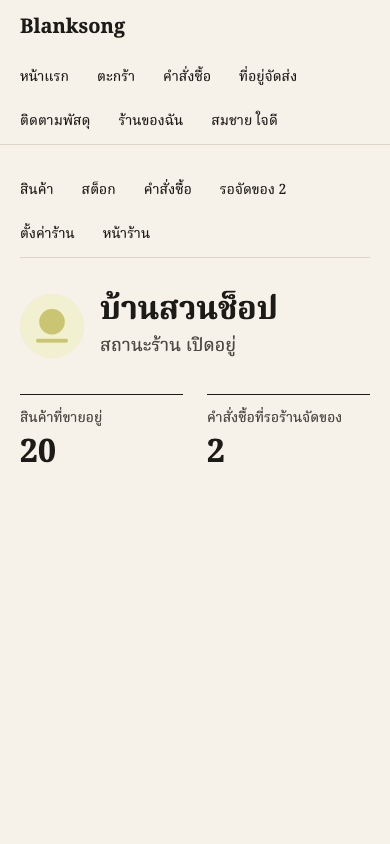 Blanksong
หน้าแรก ตะกร้า คำสั่งซื้อ ที่อยู่จัดส่ง
ติดตามพัสดุ ร้านของฉัน สมชาย ใจดี
สินค้า สต็อก คำสั่งซื้อ รอจัดของ 2
ตั้งค่าร้าน หน้าร้าน
บ้านสวนช็อป
สถานะร้าน เปิดอยู่
สินค้าที่ขายอยู่ คำสั่งซื้อที่รอร้านจัดของ
20 2